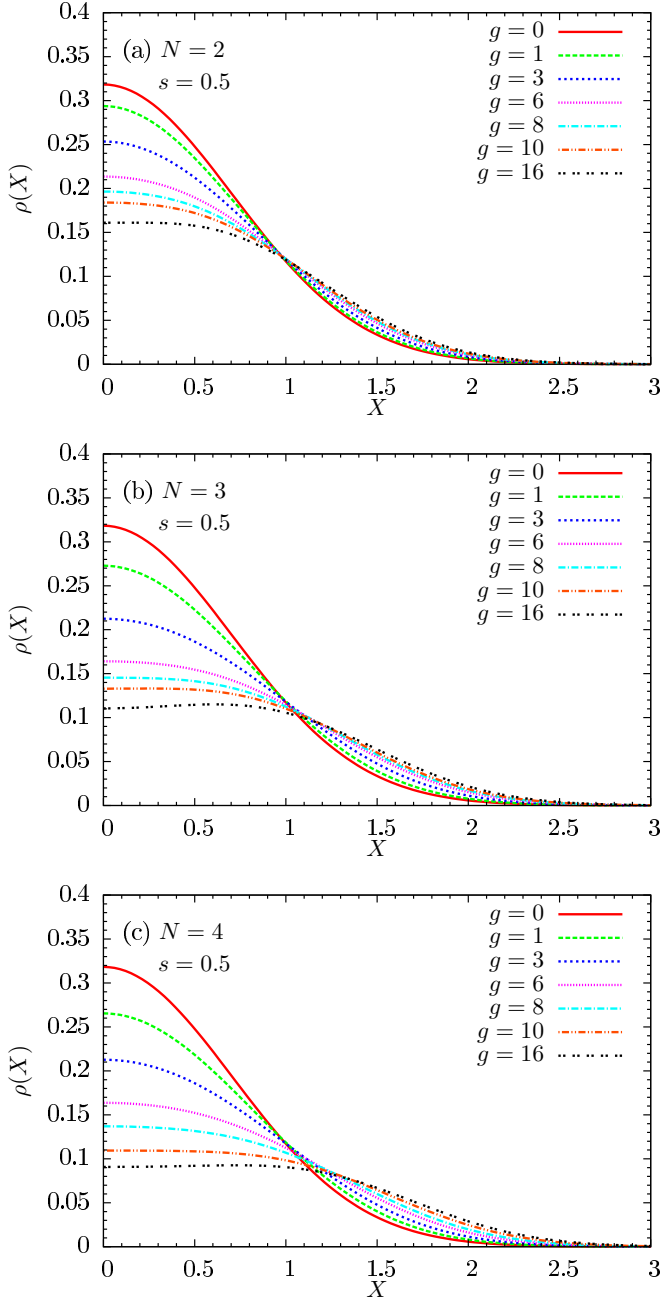 (a) N = 2
s = 0.5
g = 0
g = 1
g = 3
g = 6
g = 8
g = 10
g = 16
0.4
0.35
0.3
0.25
0.2
0.15
0.1
0.05
0
ρ(X)
0 0.5 1 1.5 2 2.5 3
X
(b) N = 3
s = 0.5
g = 0
g = 1
g = 3
g = 6
g = 8
g = 10
g = 16
0.4
0.35
0.3
0.25
0.2
0.15
0.1
0.05
0
ρ(X)
0 0.5 1 1.5 2 2.5 3
X
(c) N = 4
s = 0.5
g = 0
g = 1
g = 3
g = 6
g = 8
g = 10
g = 16
0.4
0.35
0.3
0.25
0.2
0.15
0.1
0.05
0
ρ(X)
0 0.5 1 1.5 2 2.5 3
X